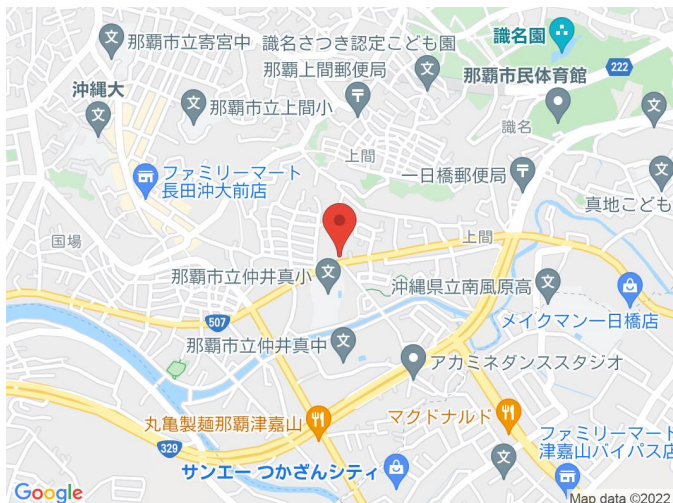 那覇市立寄宮中
識名さつき認定こども園
識名園
222
那覇上間郵便局
那覇市民体育館
沖縄大
那覇市立上間小
識名
上間
ファミリーマート
長田沖大前店
一日橋郵便局
真地こども
国場
上間
那覇市立仲井真小
沖縄県立南風原高
507
メイクマン一日橋店
那覇市立仲井真中
アカミネダンススタジオ
丸亀製麺那覇津嘉山
マクドナルド
329
ファミリーマート
津嘉山バイパス店
サンエー つかざんシティ
Google
Map data ©2022